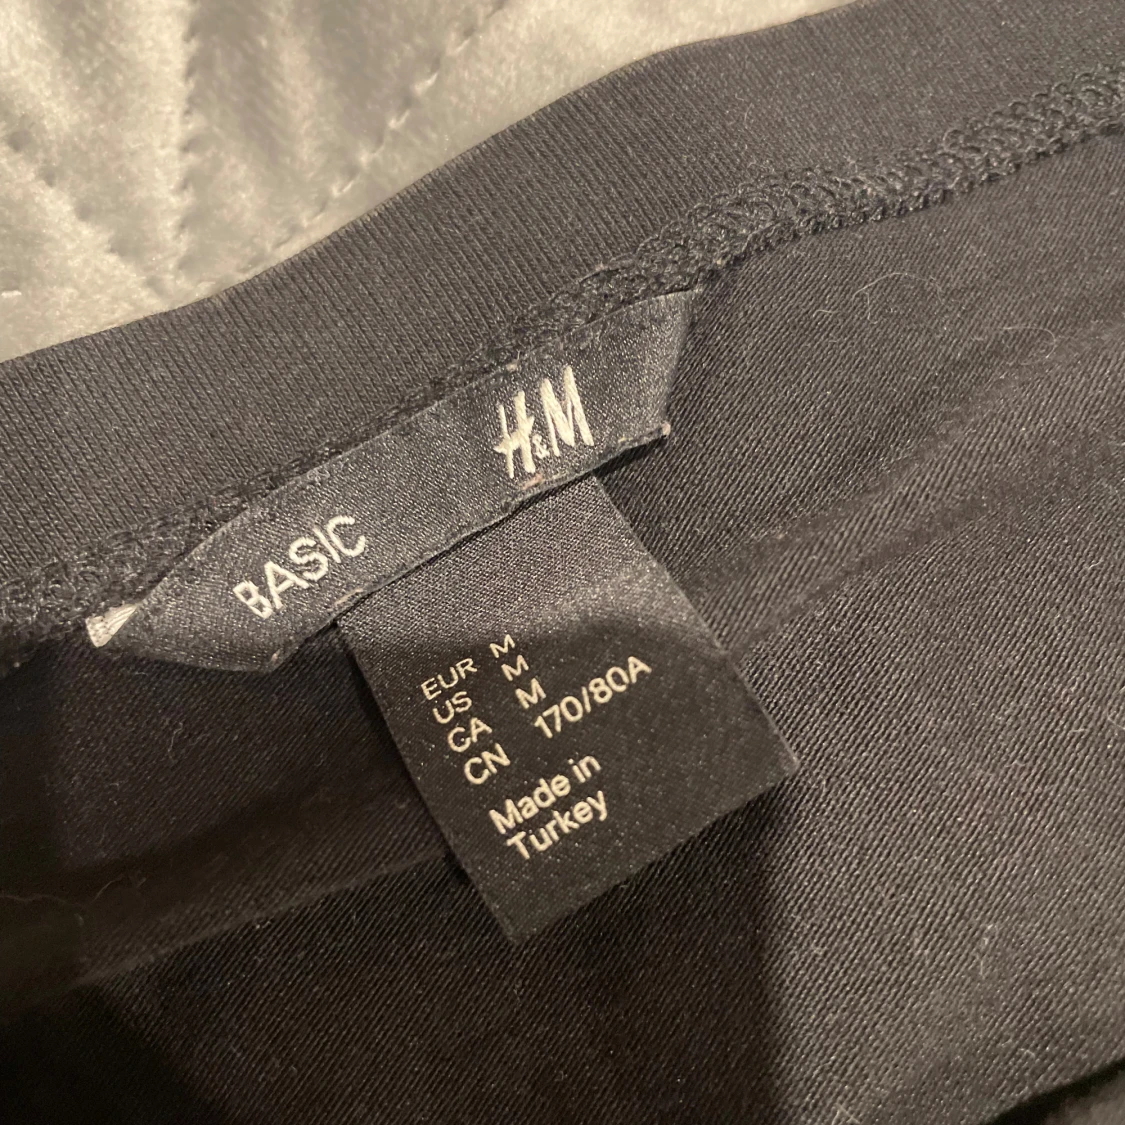 H&M
BASIC
EUR M
US M
CA M
CN 170/80A
Made in
Turkey